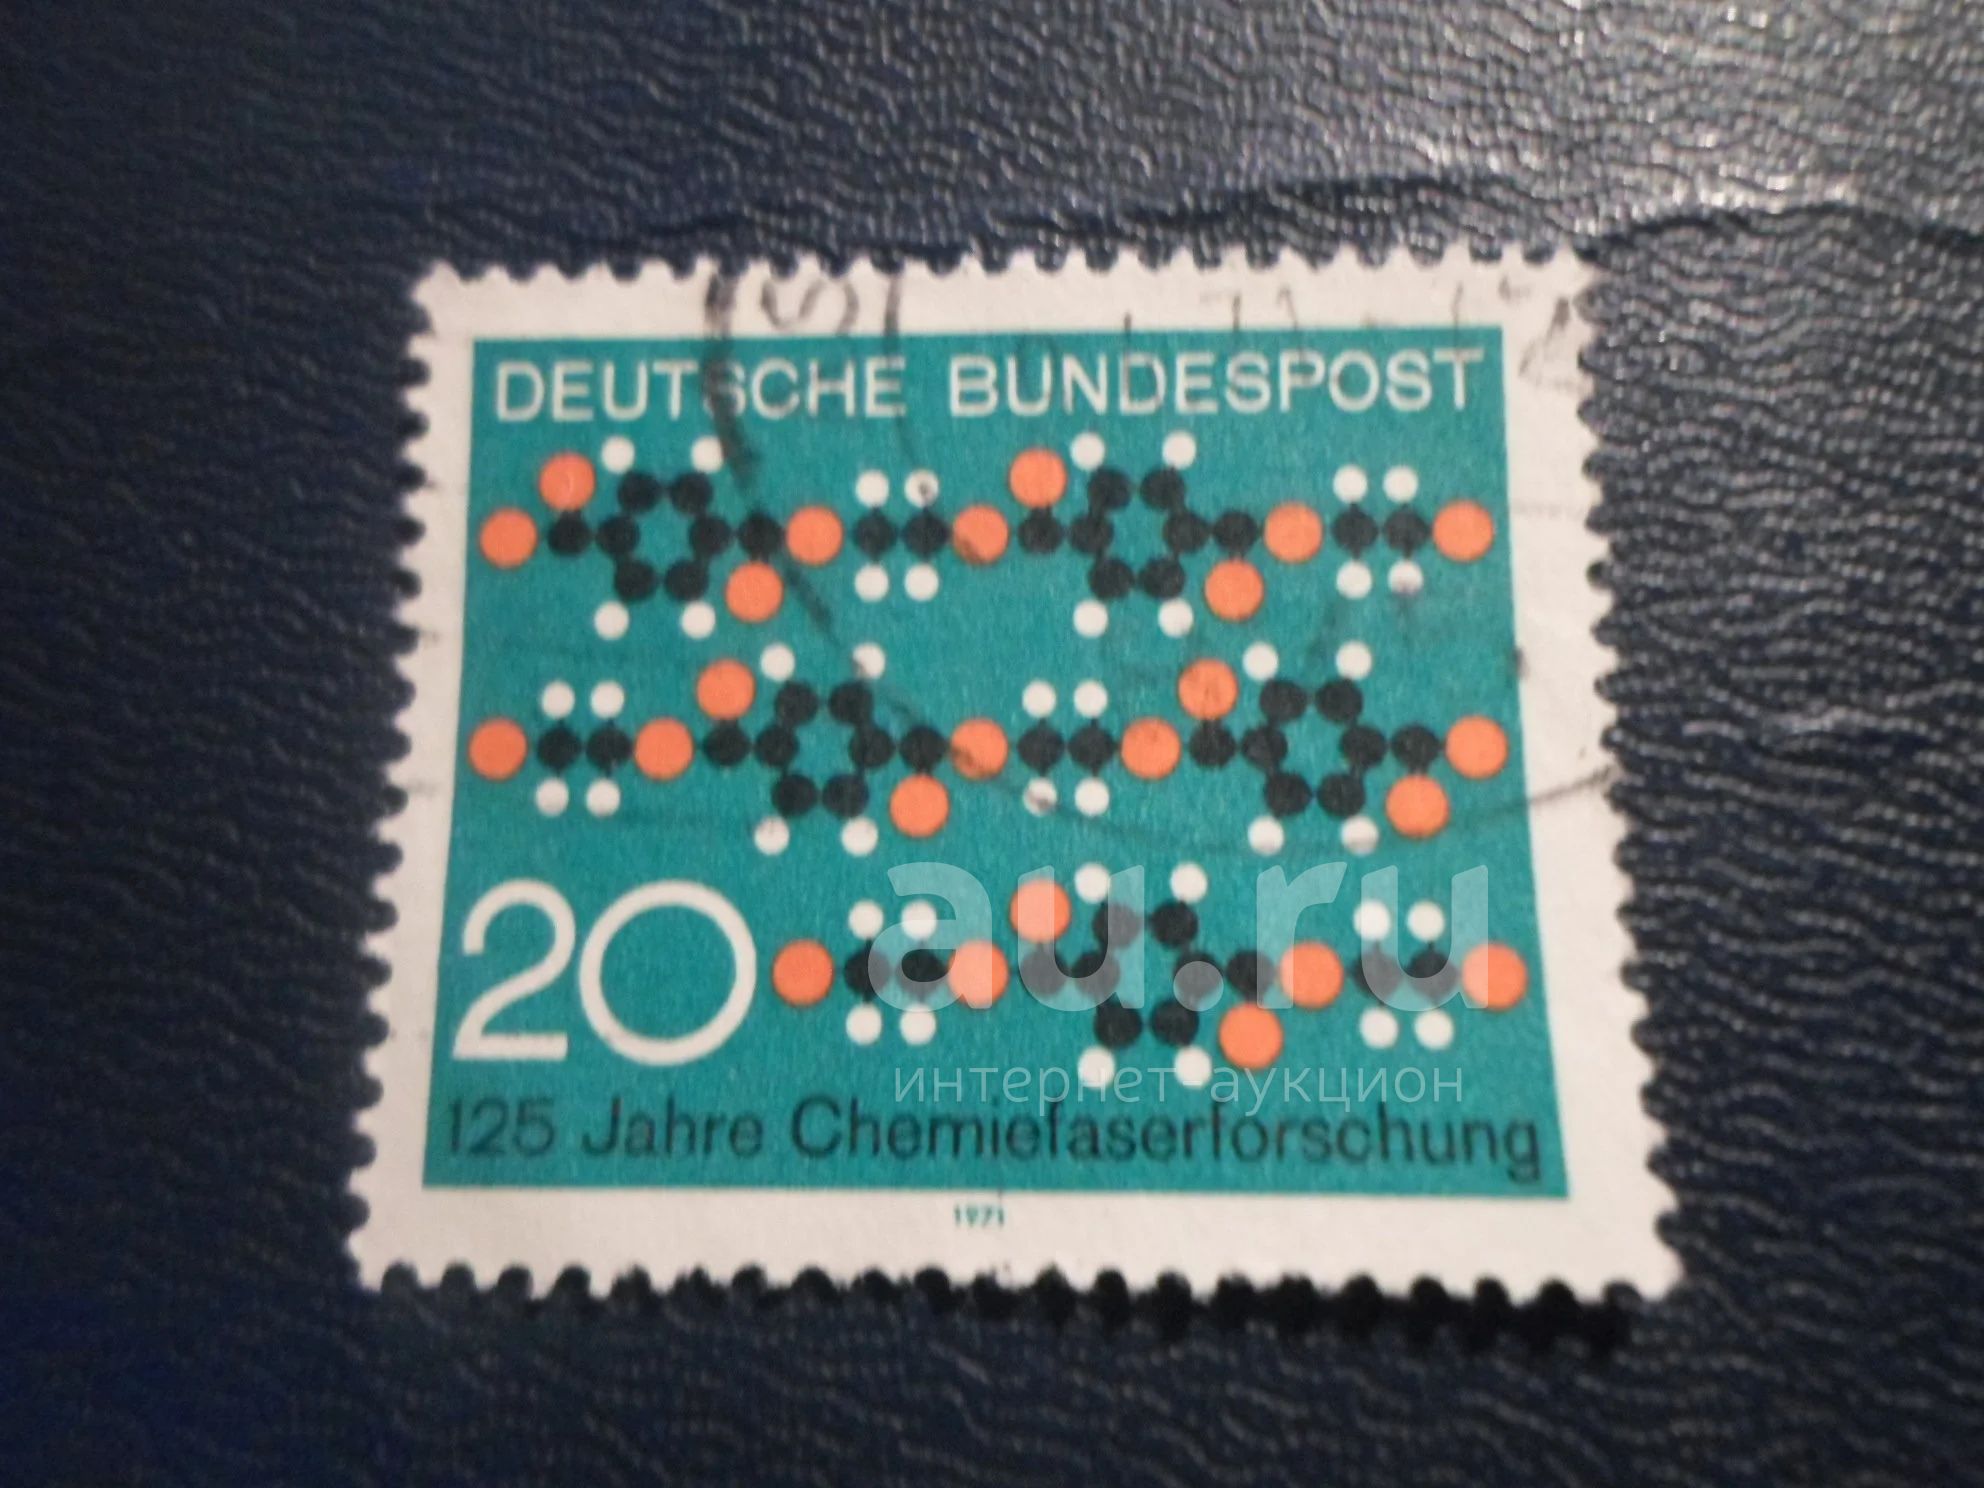 DEUTSCHE BUNDESPOST
20
au.ru
интернет аукцион
125 Jahre Chemiefaserforschung
1971